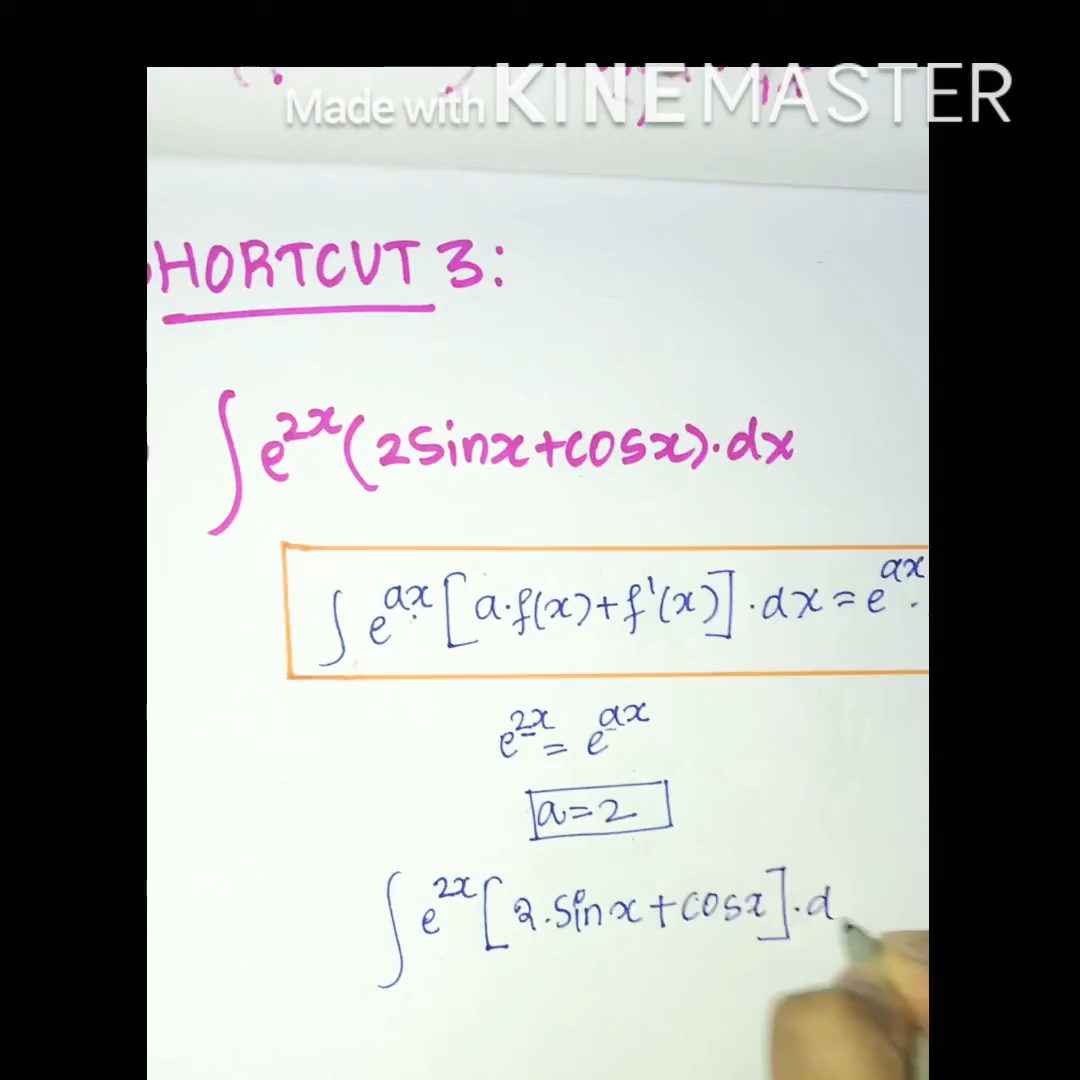 Made with KINEMASTER
HORTCUT 3:
∫e^{2x}(2sinx+cosx)·dx
∫e^{ax}[a·f(x)+f'(x)]·dx=e^{ax}.
e^{2x}=e^{ax}
a=2
∫e^{2x}[2.sinx+cosx]·d